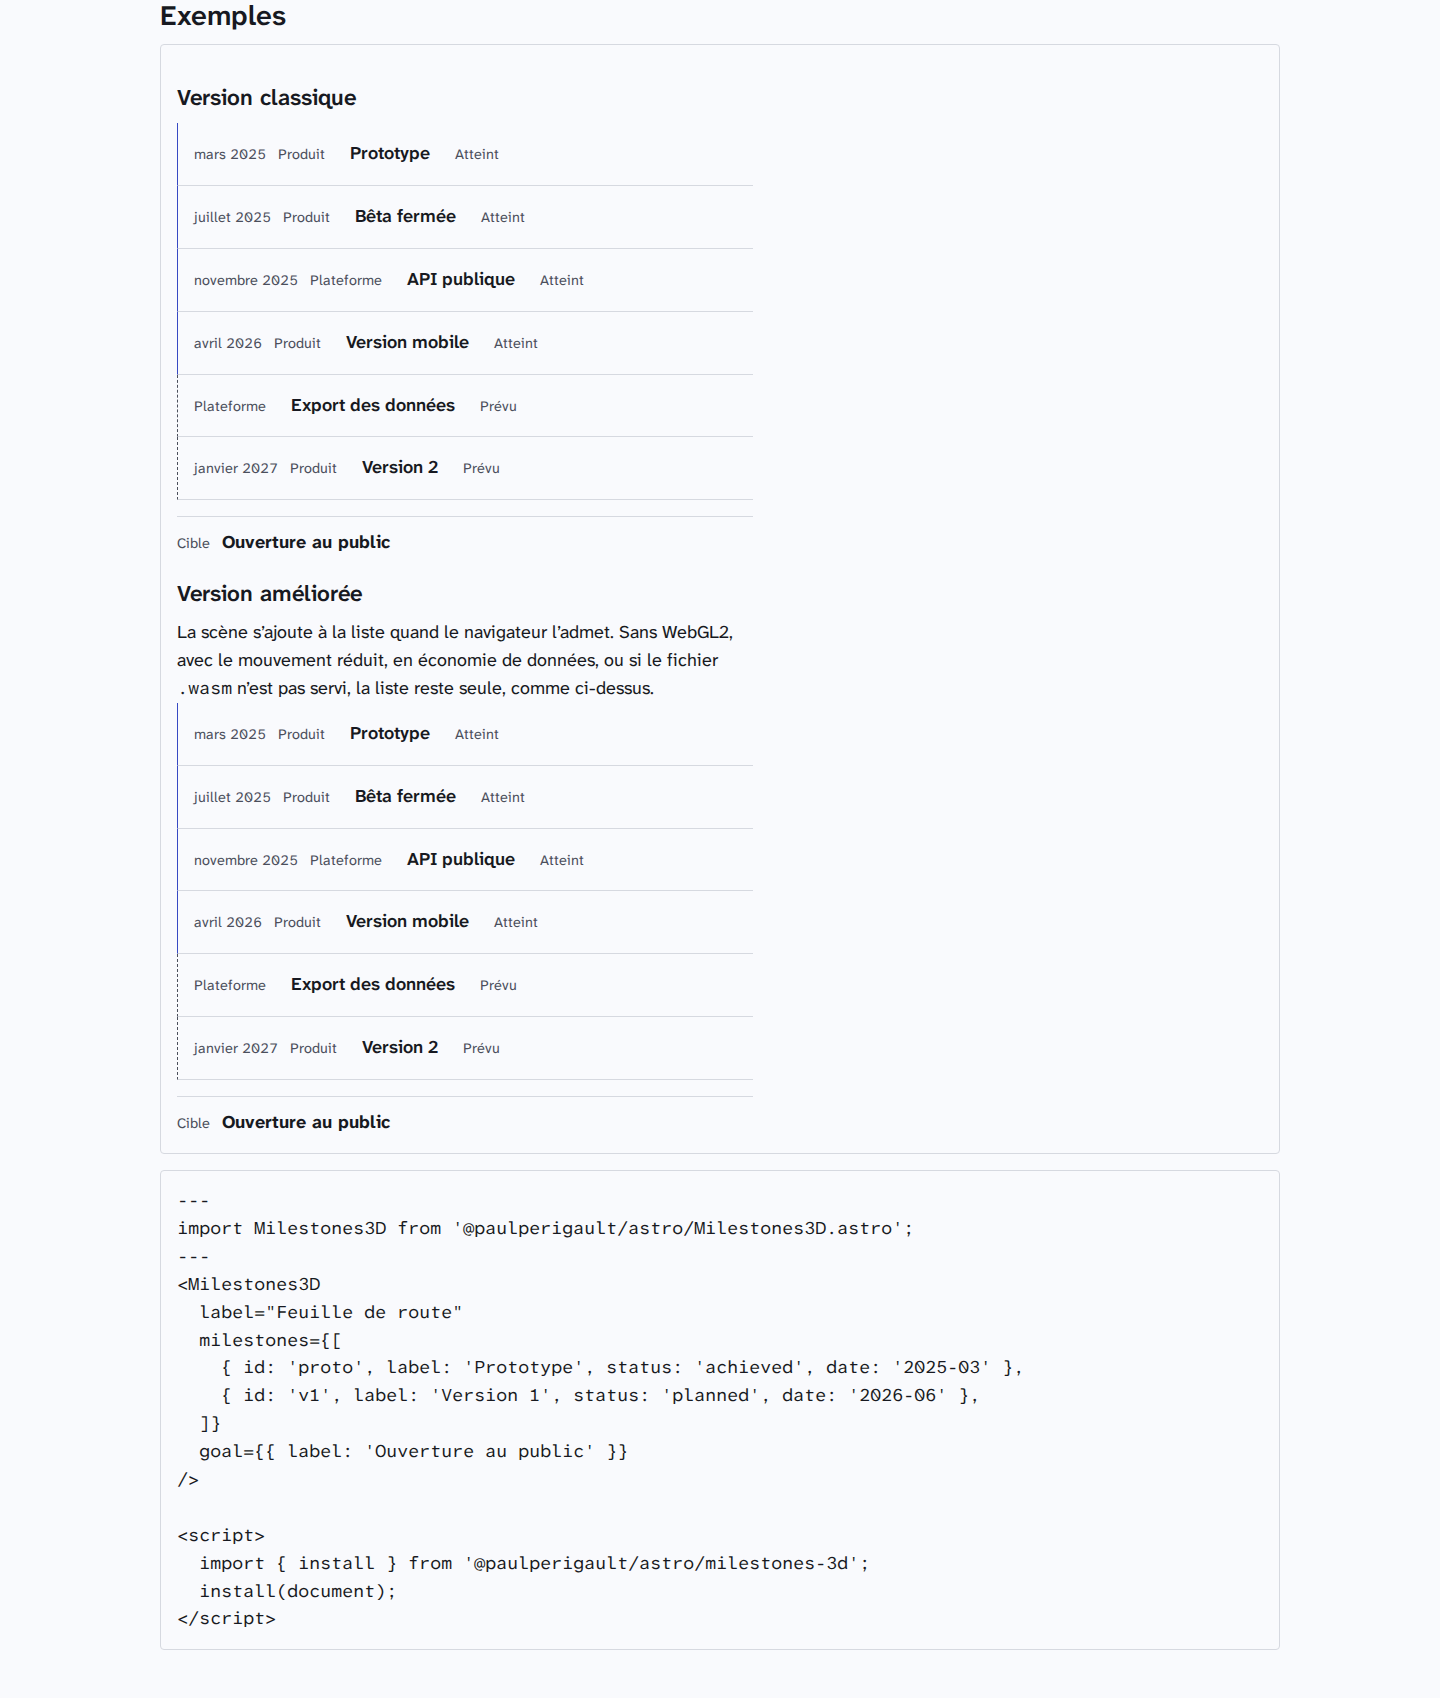 Exemples
Version classique
mars 2025 Produit Prototype Atteint
juillet 2025 Produit Bêta fermée Atteint
novembre 2025 Plateforme API publique Atteint
avril 2026 Produit Version mobile Atteint
Plateforme Export des données Prévu
janvier 2027 Produit Version 2 Prévu
Cible Ouverture au public
Version améliorée
La scène s’ajoute à la liste quand le navigateur l’admet. Sans WebGL2,
avec le mouvement réduit, en économie de données, ou si le fichier
.wasm n’est pas servi, la liste reste seule, comme ci-dessus.
mars 2025 Produit Prototype Atteint
juillet 2025 Produit Bêta fermée Atteint
novembre 2025 Plateforme API publique Atteint
avril 2026 Produit Version mobile Atteint
Plateforme Export des données Prévu
janvier 2027 Produit Version 2 Prévu
Cible Ouverture au public
---
import Milestones3D from '@paulperigault/astro/Milestones3D.astro';
---
<Milestones3D
  label="Feuille de route"
  milestones={[
    { id: 'proto', label: 'Prototype', status: 'achieved', date: '2025-03' },
    { id: 'v1', label: 'Version 1', status: 'planned', date: '2026-06' },
  ]}
  goal={{ label: 'Ouverture au public' }}
/>
<script>
  import { install } from '@paulperigault/astro/milestones-3d';
  install(document);
</script>